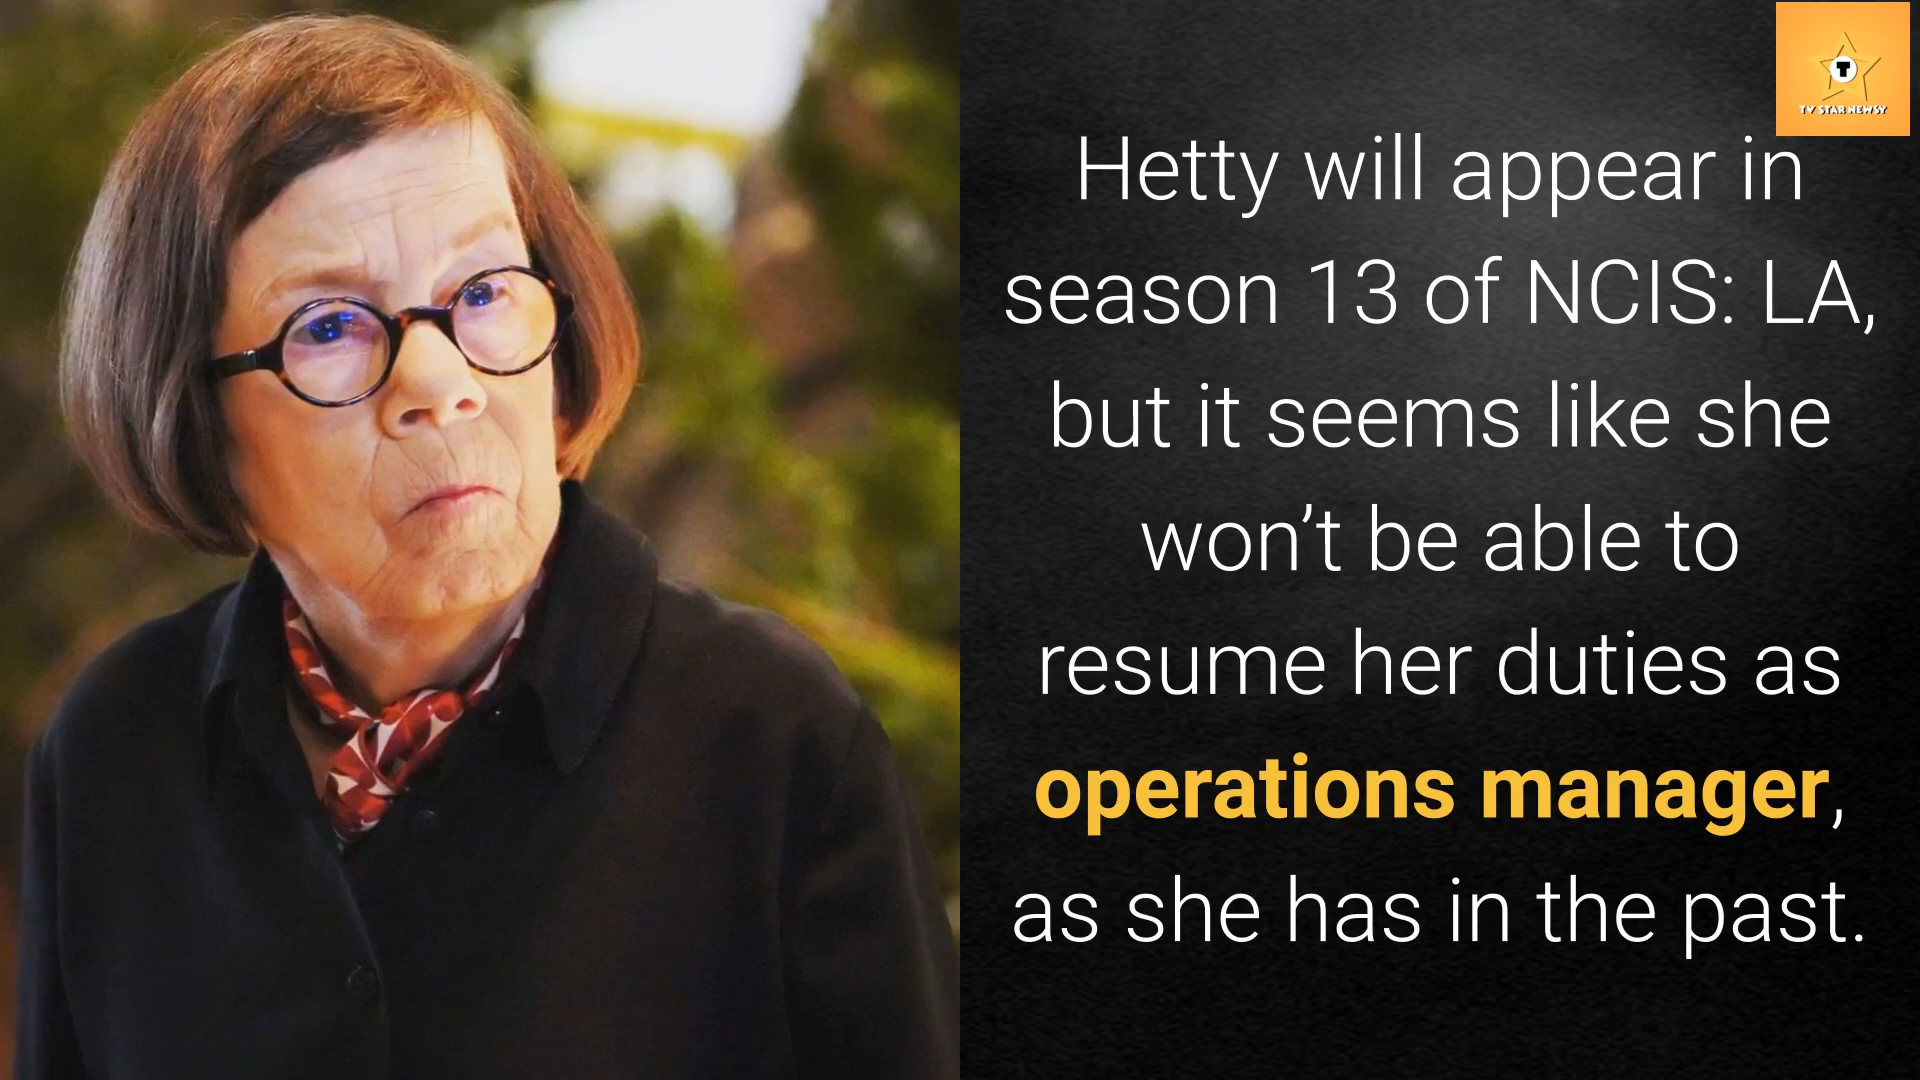 T
TV STAR NEWSY
Hetty will appear in
season 13 of NCIS: LA,
but it seems like she
won’t be able to
resume her duties as
operations manager,
as she has in the past.